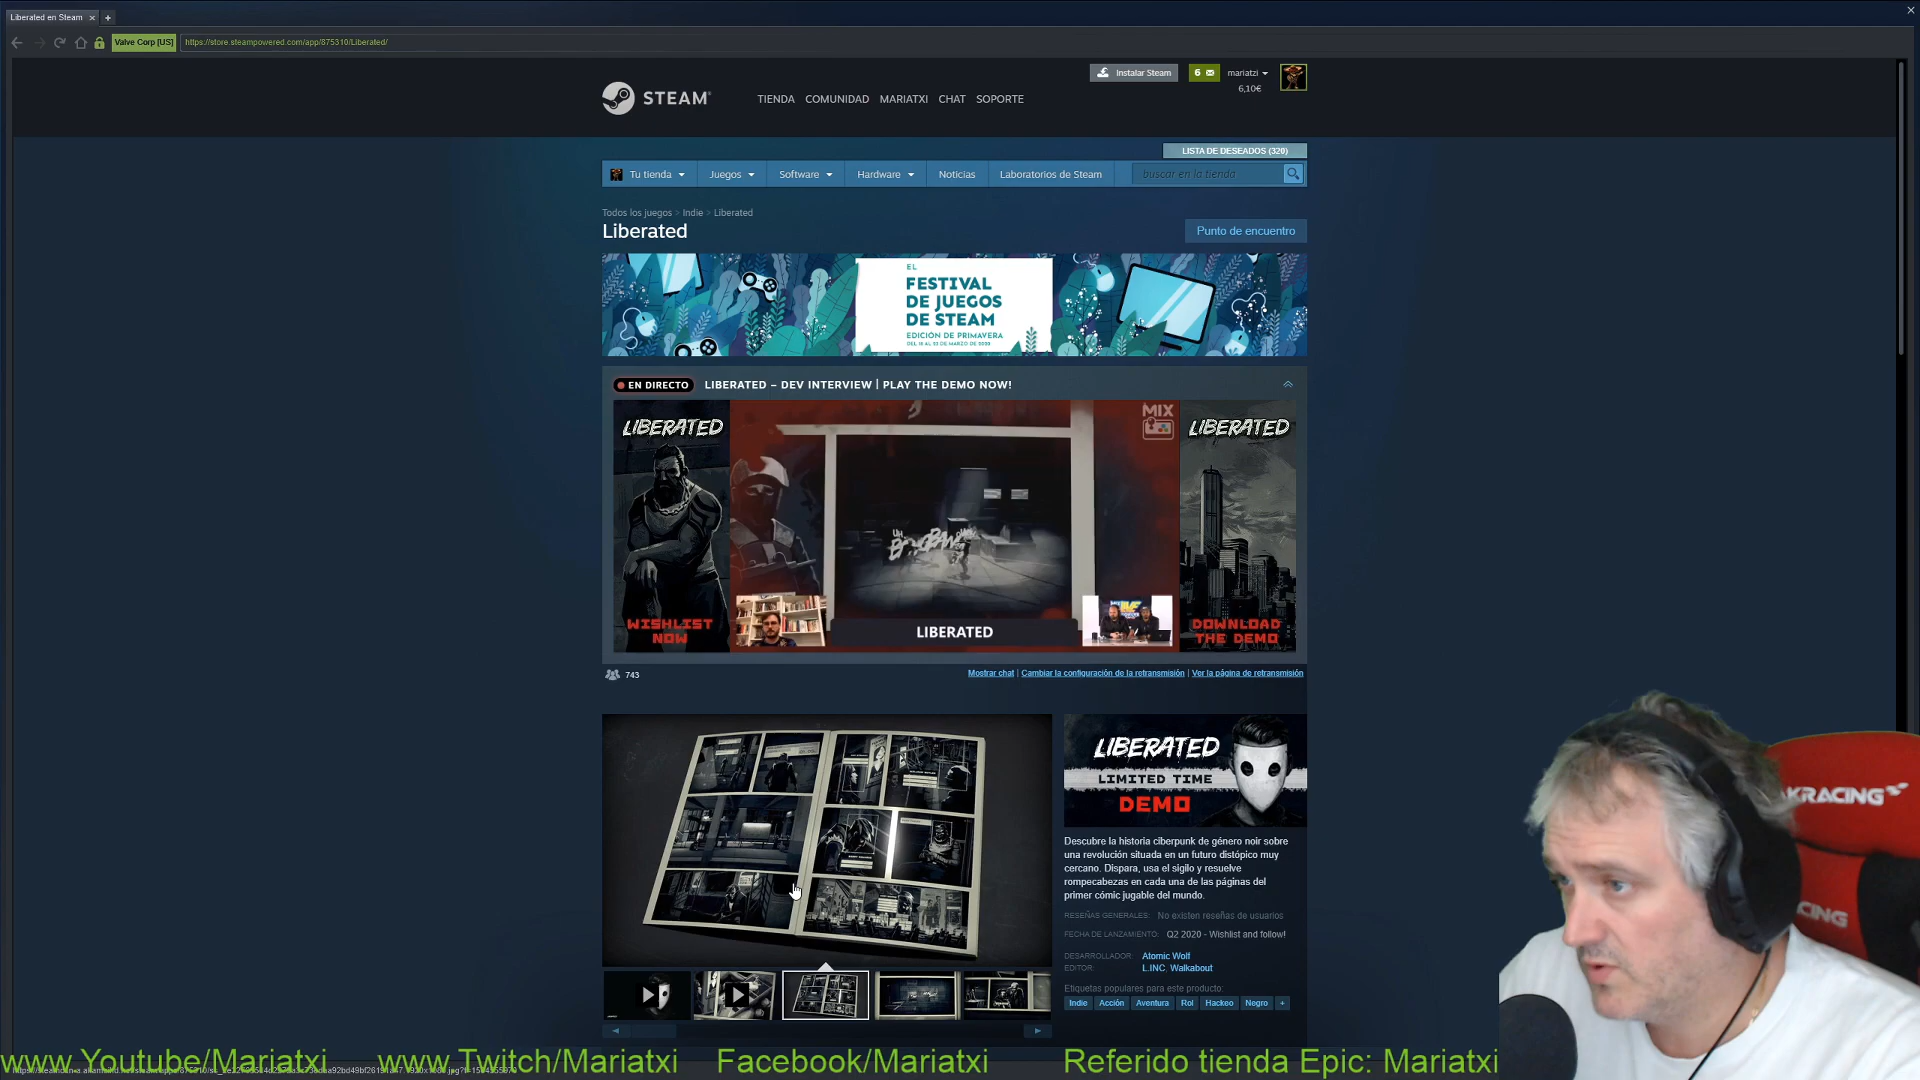 Liberated en Steam
Valve Corp [US]
https://store.steampowered.com/app/875310/Liberated/
Instalar Steam
6
mariatzi
6,10€
STEAM
TIENDA COMUNIDAD MARIATXI CHAT SOPORTE
LISTA DE DESEADOS (320)
Tu tienda Juegos Software Hardware Noticias Laboratorios de Steam
buscar en la tienda
Todos los juegos > Indie > Liberated
Liberated
Punto de encuentro
EL
FESTIVAL
DE JUEGOS
DE STEAM
EDICIÓN DE PRIMAVERA
EN DIRECTO
LIBERATED – DEV INTERVIEW | PLAY THE DEMO NOW!
LIBERATED
MIX
LIBERATED
WISHLIST
NOW
LIBERATED
DOWNLOAD
THE DEMO
743
Mostrar chat | Cambiar la configuración de la retransmisión | Ver la página de retransmisión
LIBERATED
LIMITED TIME
DEMO
Descubre la historia ciberpunk de género noir sobre
una revolución situada en un futuro distópico muy
cercano. Dispara, usa el sigilo y resuelve
rompecabezas en cada una de las páginas del
primer cómic jugable del mundo.
RESEÑAS GENERALES: No existen reseñas de usuarios
FECHA DE LANZAMIENTO: Q2 2020 - Wishlist and follow!
DESARROLLADOR: Atomic Wolf
EDITOR: L.INC, Walkabout
Etiquetas populares para este producto:
Indie Acción Aventura Rol Hackeo Negro +
AKRACING
www.Youtube/Mariatxi www.Twitch/Mariatxi Facebook/Mariatxi Referido tienda Epic: Mariatxi